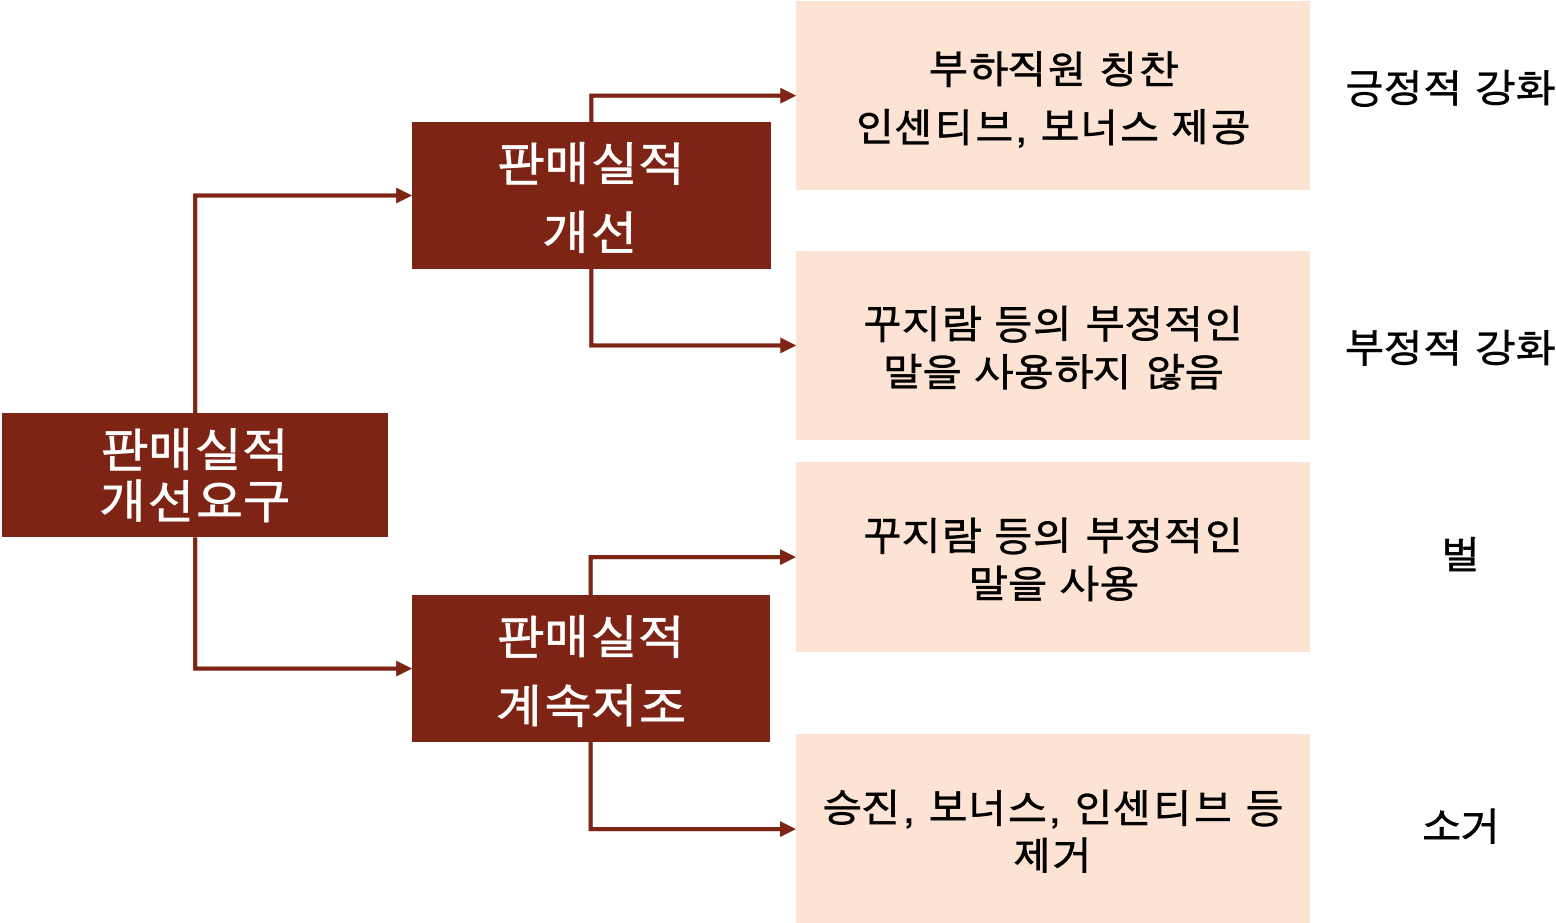 부하직원 칭찬
인센티브, 보너스 제공
긍정적 강화
판매실적
개선
꾸지람 등의 부정적인
말을 사용하지 않음
부정적 강화
판매실적
개선요구
꾸지람 등의 부정적인
말을 사용
벌
판매실적
계속저조
승진, 보너스, 인센티브 등
제거
소거